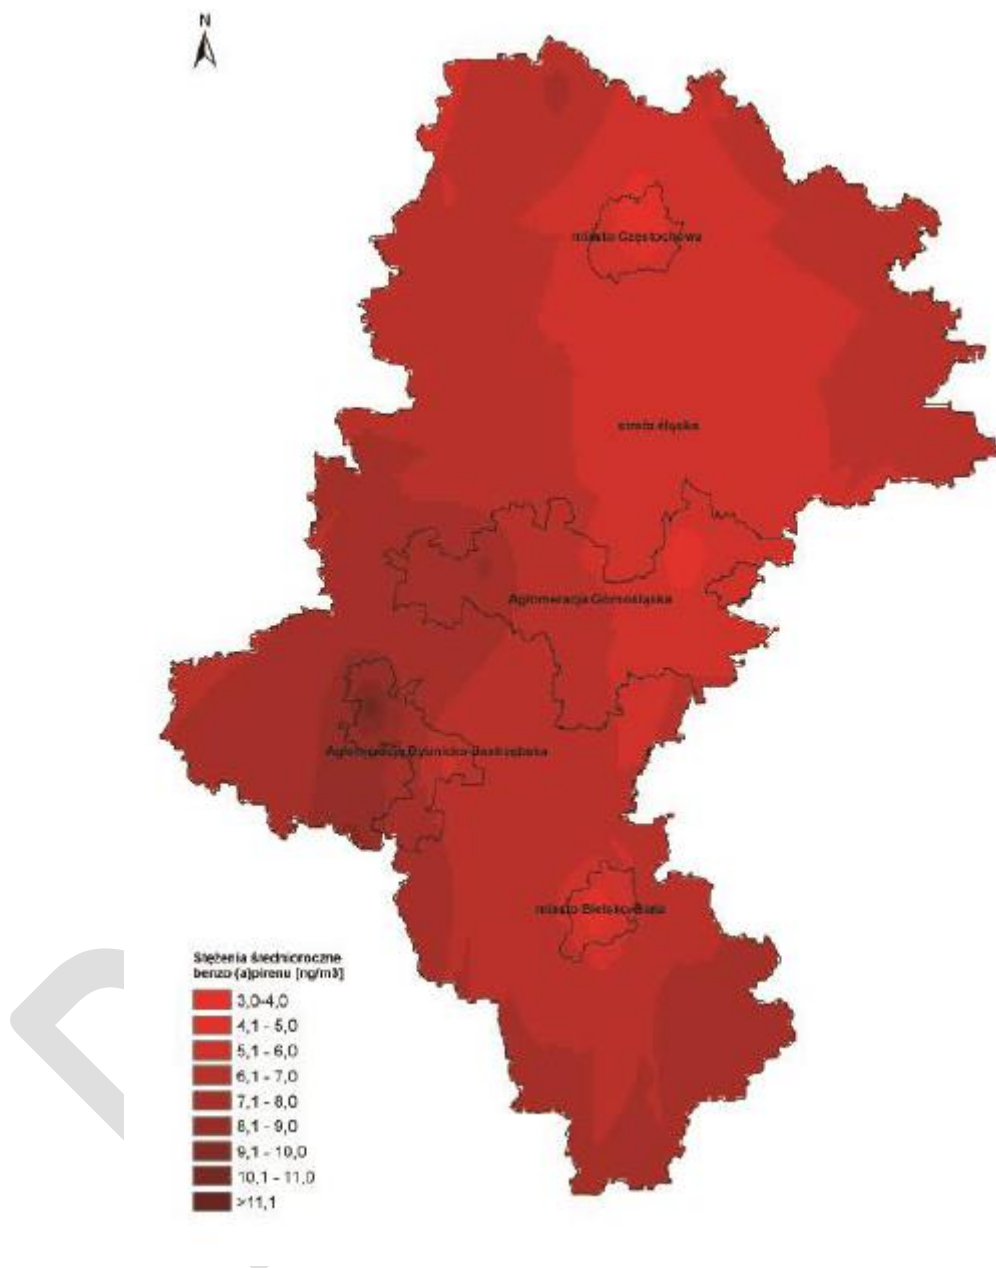 N
miasto Częstochowa
strefa śląska
Aglomeracja Górnośląska
Aglomeracja Rybnicko-Jastrzębska
miasto Bielsko-Biała
Stężenia średnioroczne
benzo-(a)pirenu [ng/m3]
3,0-4,0
4,1 - 5,0
5,1 - 6,0
6,1 - 7,0
7,1 - 8,0
8,1 - 9,0
9,1 - 10,0
10,1 - 11,0
>11,1